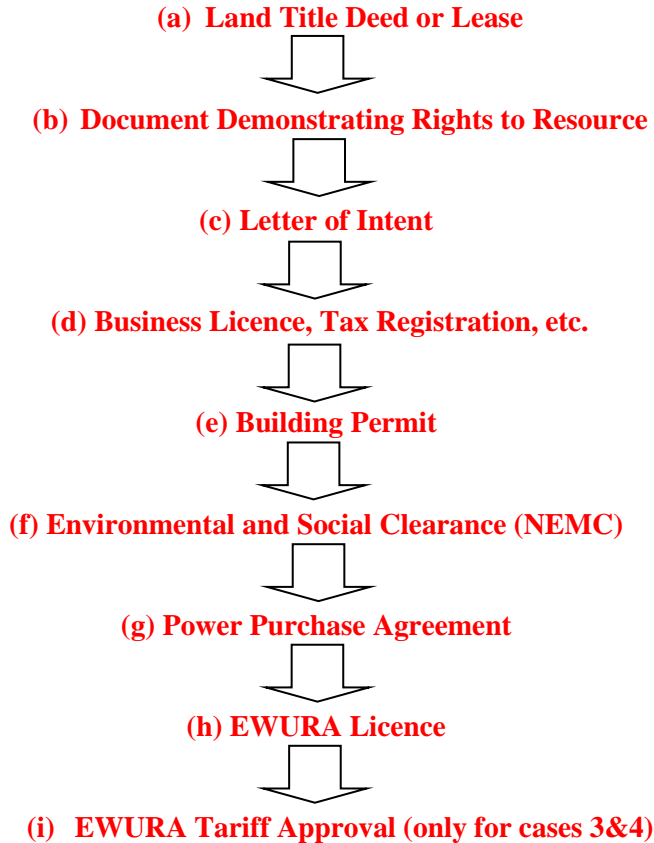 (a) Land Title Deed or Lease
(b) Document Demonstrating Rights to Resource
(c) Letter of Intent
(d) Business Licence, Tax Registration, etc.
(e) Building Permit
(f) Environmental and Social Clearance (NEMC)
(g) Power Purchase Agreement
(h) EWURA Licence
(i) EWURA Tariff Approval (only for cases 3&4)